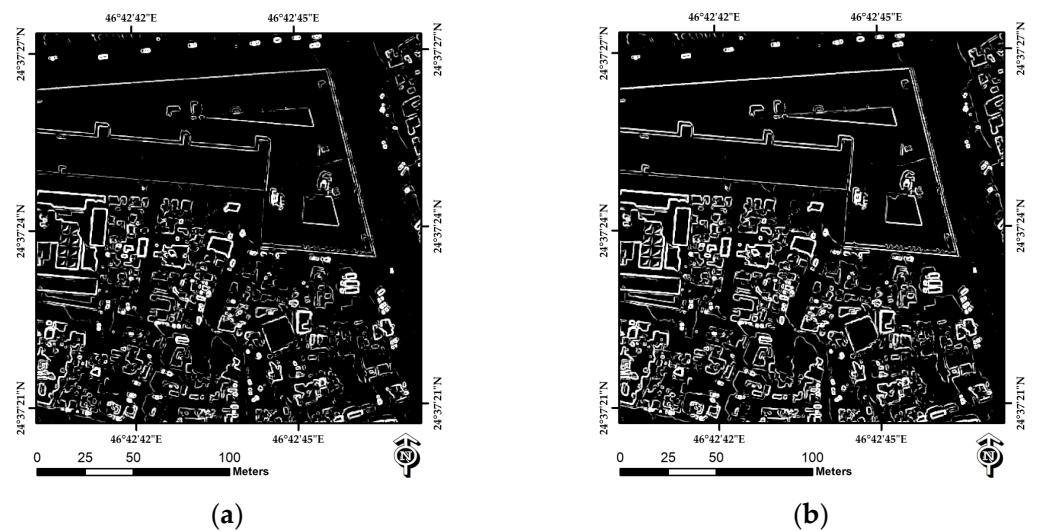 46°42'42"E 46°42'45"E 46°42'42"E 46°42'45"E
24°37'27"N 24°37'27"N 24°37'27"N 24°37'27"N
24°37'24"N 24°37'24"N 24°37'24"N 24°37'24"N
24°37'21"N 24°37'21"N 24°37'21"N 24°37'21"N
46°42'42"E 46°42'45"E 46°42'42"E 46°42'45"E
0 25 50 100 0 25 50 100
Meters N Meters N
(a) (b)